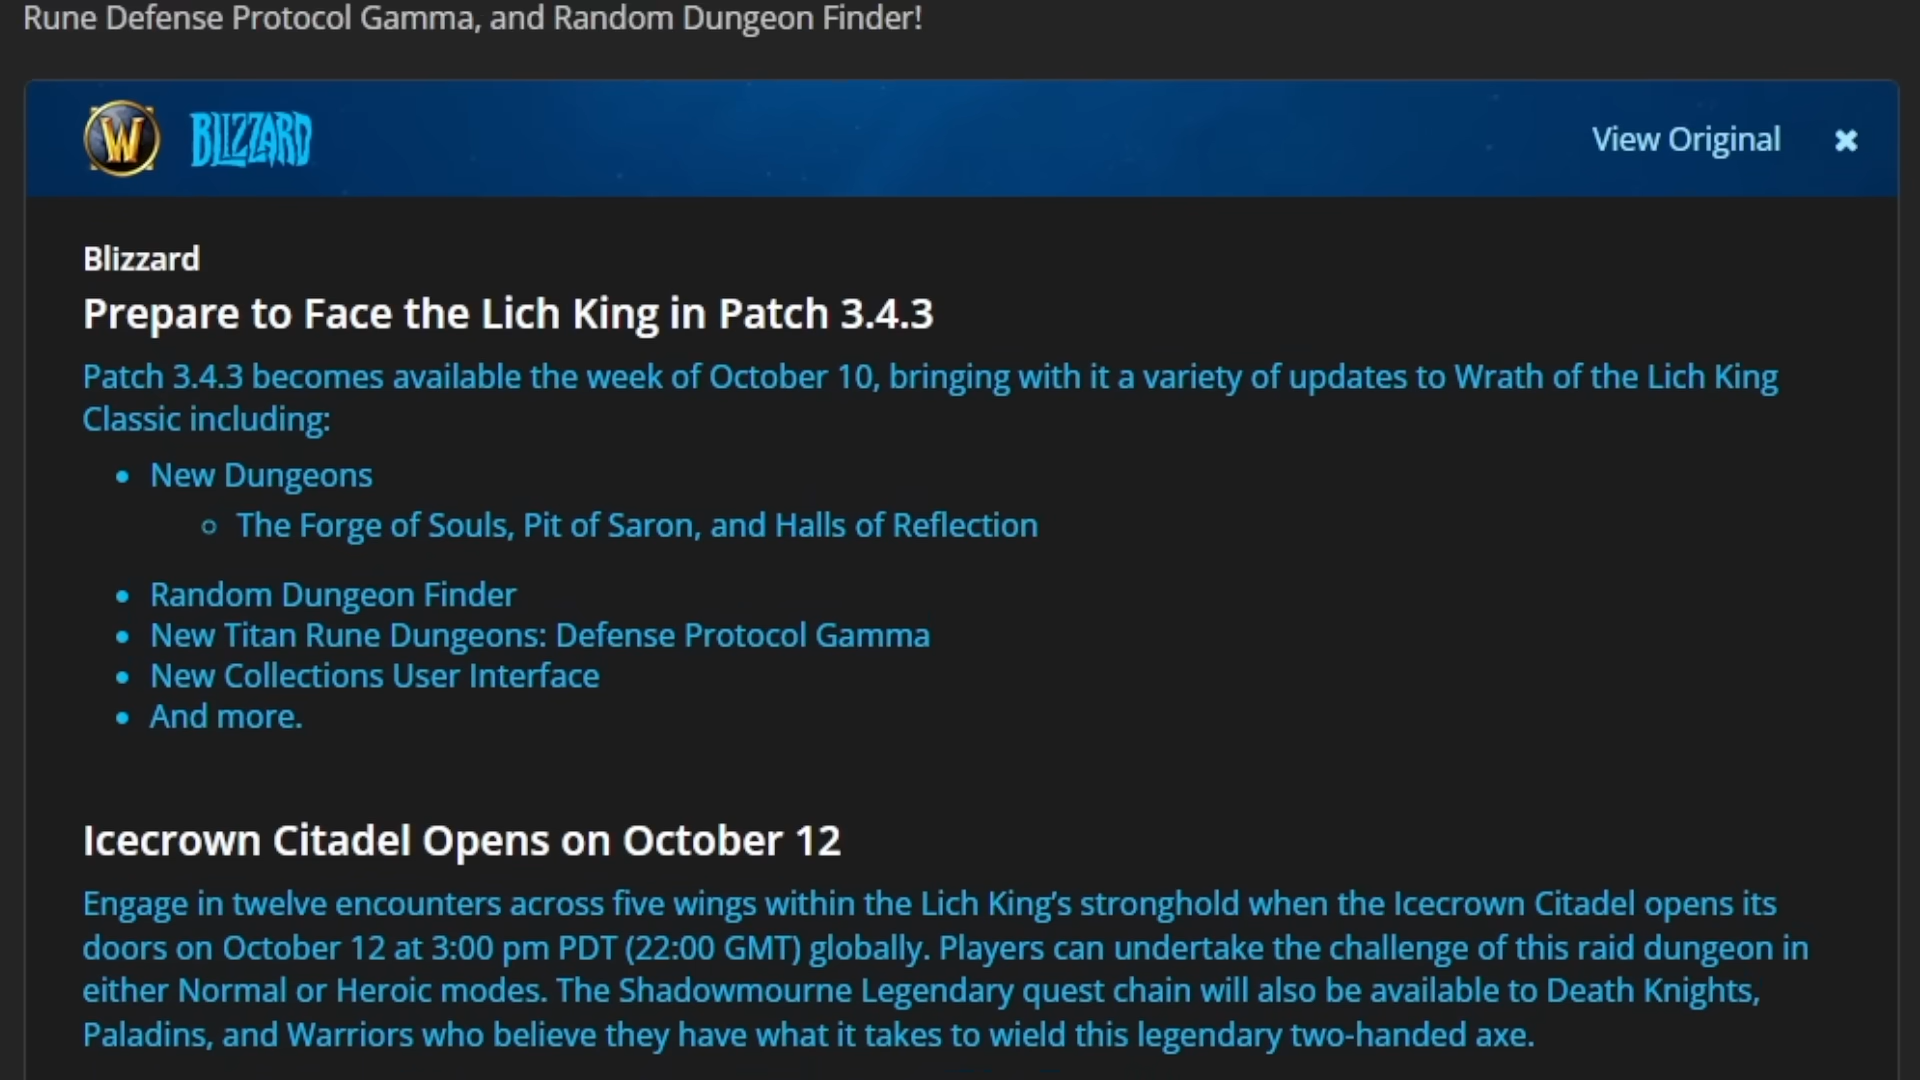 Rune Defense Protocol Gamma, and Random Dungeon Finder!
W BLIZZARD View Original ✖
Blizzard
Prepare to Face the Lich King in Patch 3.4.3
Patch 3.4.3 becomes available the week of October 10, bringing with it a variety of updates to Wrath of the Lich King
Classic including:
• New Dungeons
○ The Forge of Souls, Pit of Saron, and Halls of Reflection
• Random Dungeon Finder
• New Titan Rune Dungeons: Defense Protocol Gamma
• New Collections User Interface
• And more.
Icecrown Citadel Opens on October 12
Engage in twelve encounters across five wings within the Lich King’s stronghold when the Icecrown Citadel opens its
doors on October 12 at 3:00 pm PDT (22:00 GMT) globally. Players can undertake the challenge of this raid dungeon in
either Normal or Heroic modes. The Shadowmourne Legendary quest chain will also be available to Death Knights,
Paladins, and Warriors who believe they have what it takes to wield this legendary two-handed axe.